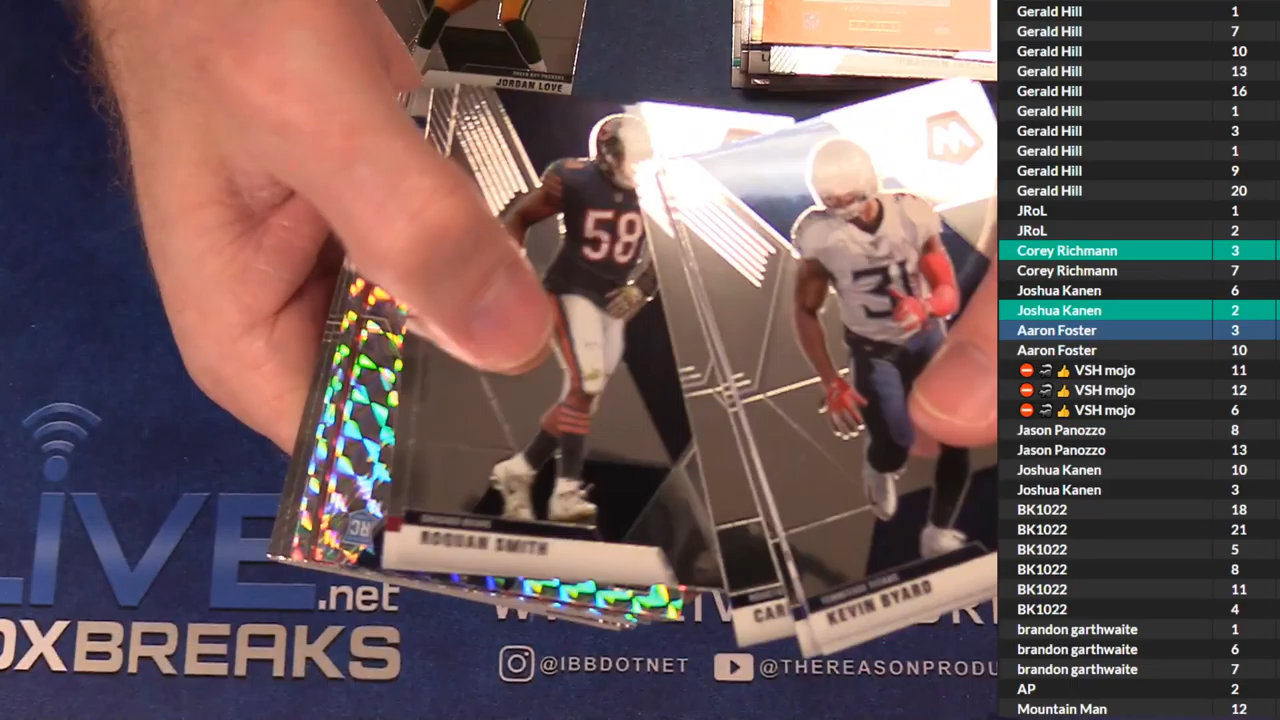 JORDAN LOVE
58
31
RC
ROQUAN SMITH
CAR
KEVIN BYARD
LIVE
.net
OXBREAKS
@IBBDOTNET
@THEREASONPRODU
Gerald Hill 1
Gerald Hill 7
Gerald Hill 10
Gerald Hill 13
Gerald Hill 16
Gerald Hill 1
Gerald Hill 3
Gerald Hill 1
Gerald Hill 9
Gerald Hill 20
JRoL 1
JRoL 2
Corey Richmann 3
Corey Richmann 7
Joshua Kanen 6
Joshua Kanen 2
Aaron Foster 3
Aaron Foster 10
VSH mojo 11
VSH mojo 12
VSH mojo 6
Jason Panozzo 8
Jason Panozzo 13
Joshua Kanen 10
Joshua Kanen 3
BK1022 18
BK1022 21
BK1022 5
BK1022 8
BK1022 11
BK1022 4
brandon garthwaite 1
brandon garthwaite 6
brandon garthwaite 7
AP 2
Mountain Man 12